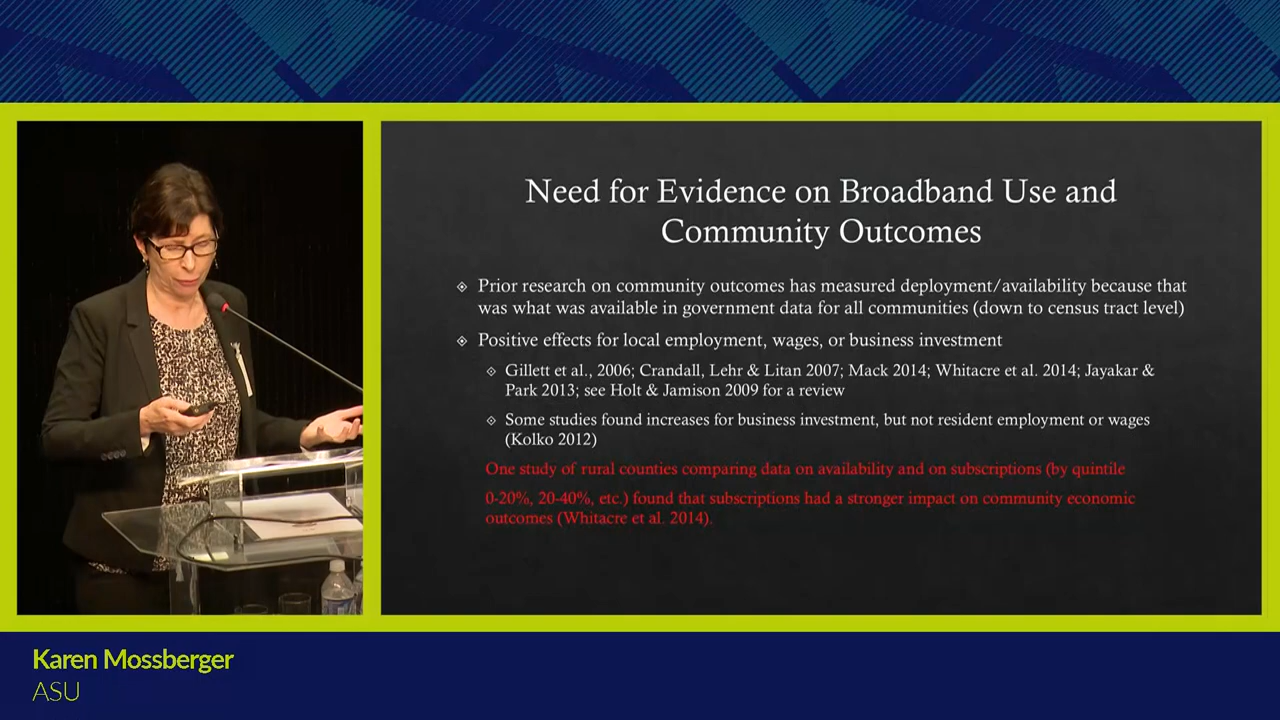 Need for Evidence on Broadband Use and
Community Outcomes
Prior research on community outcomes has measured deployment/availability because that
was what was available in government data for all communities (down to census tract level)
Positive effects for local employment, wages, or business investment
Gillett et al., 2006; Crandall, Lehr & Litan 2007; Mack 2014; Whitacre et al. 2014; Jayakar &
Park 2013; see Holt & Jamison 2009 for a review
Some studies found increases for business investment, but not resident employment or wages
(Kolko 2012)
One study of rural counties comparing data on availability and on subscriptions (by quintile
0-20%, 20-40%, etc.) found that subscriptions had a stronger impact on community economic
outcomes (Whitacre et al. 2014).
Karen Mossberger
ASU